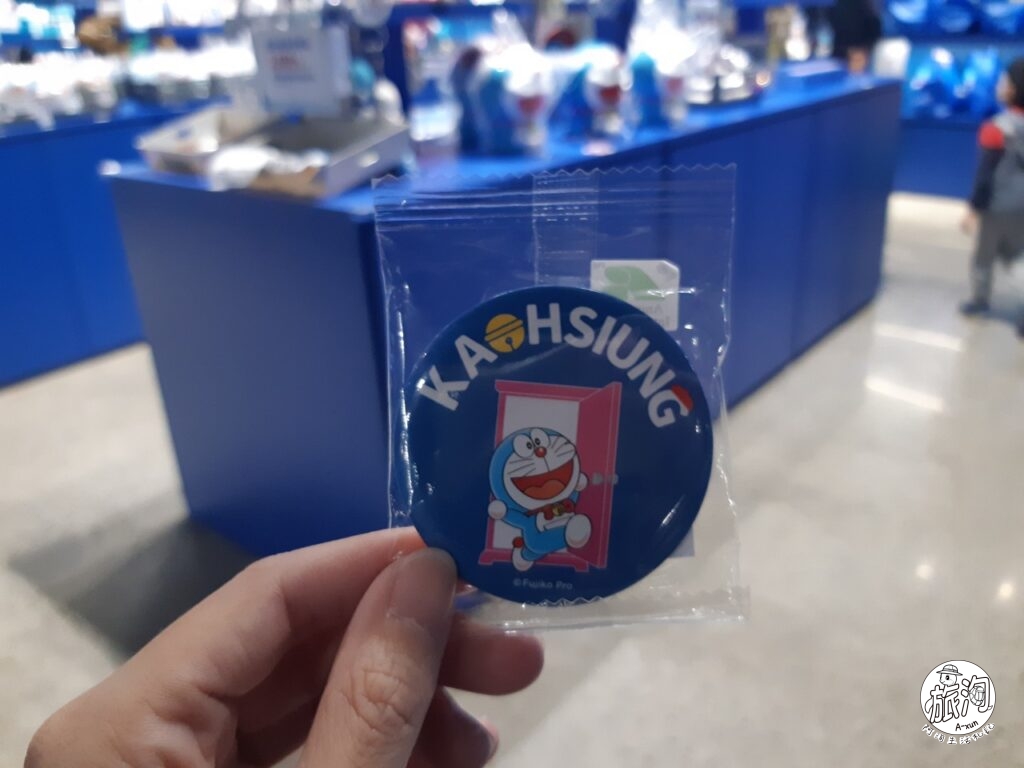 KAOHSIUNG
©Fujiko Pro
旅淘
A-xun